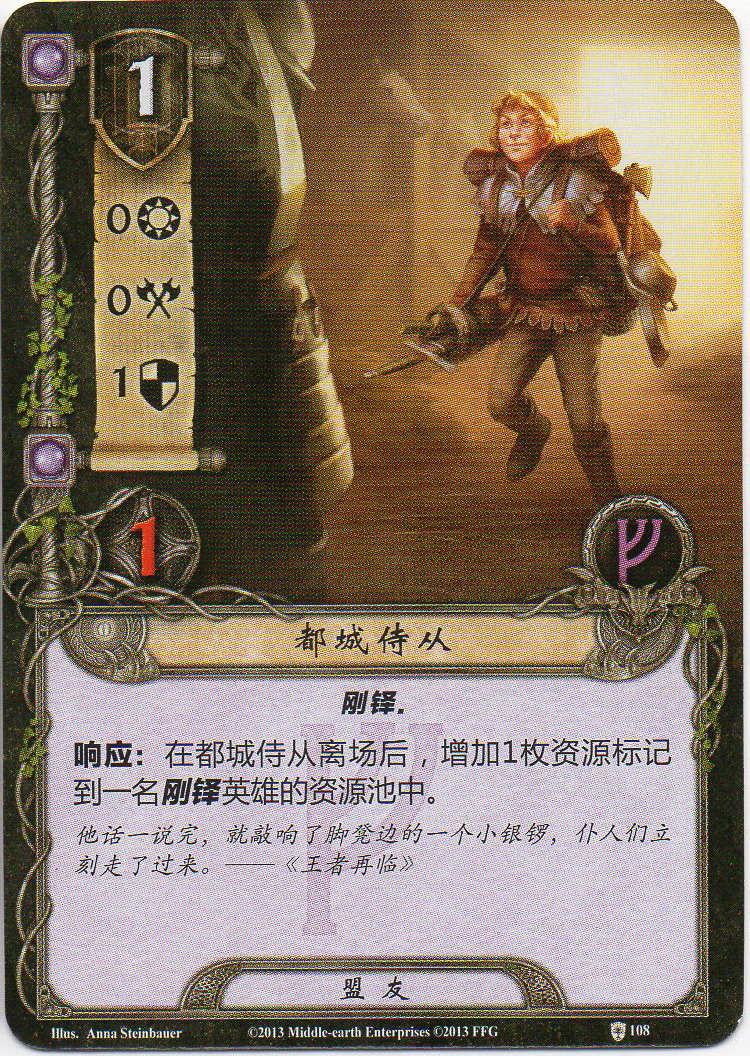 1
0
0
1
1
都城侍从
刚铎.
响应：在都城侍从离场后，增加1枚资源标记
到一名刚铎英雄的资源池中。
他话一说完，就敲响了脚凳边的一个小银锣，仆人们立
刻走了过来。——《王者再临》
盟友
Illus. Anna Steinbauer ©2013 Middle-earth Enterprises ©2013 FFG 108